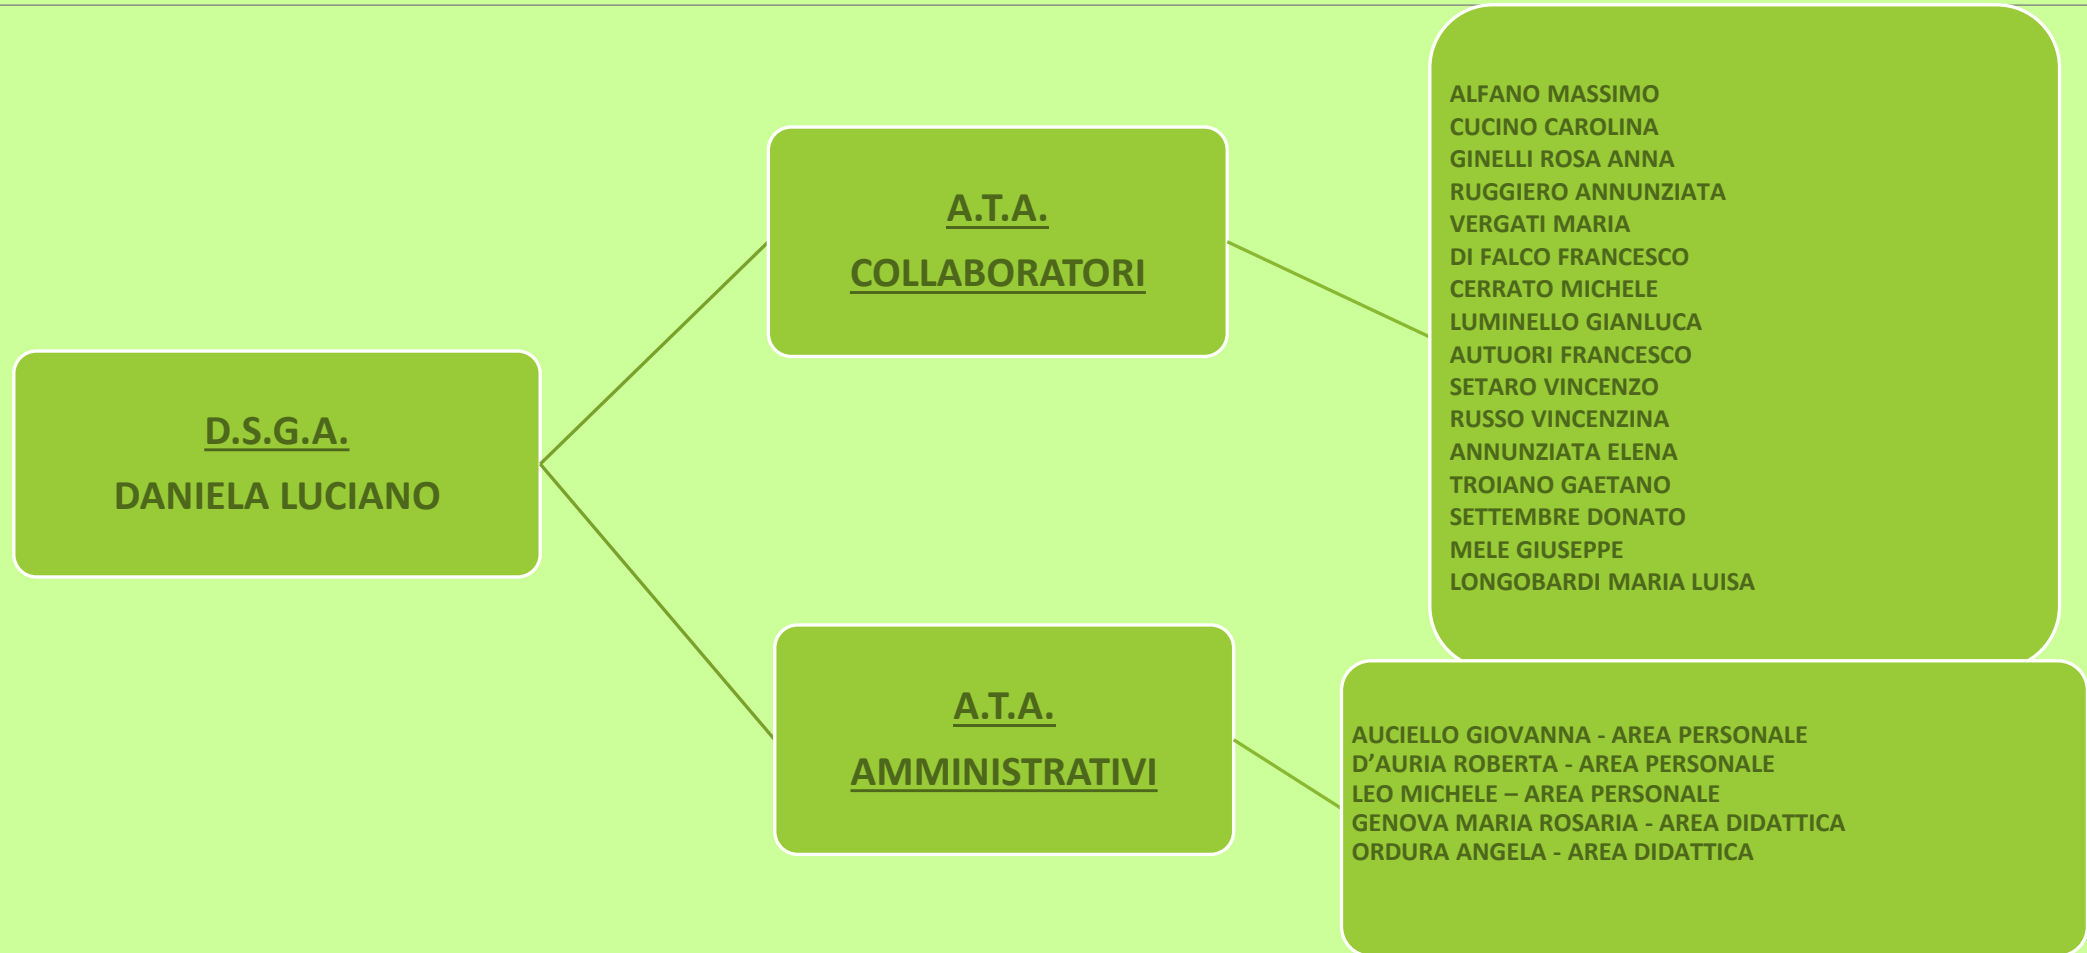 D.S.G.A.
DANIELA LUCIANO
A.T.A.
COLLABORATORI
ALFANO MASSIMO
CUCINO CAROLINA
GINELLI ROSA ANNA
RUGGIERO ANNUNZIATA
VERGATI MARIA
DI FALCO FRANCESCO
CERRATO MICHELE
LUMINELLO GIANLUCA
AUTUORI FRANCESCO
SETARO VINCENZO
RUSSO VINCENZINA
ANNUNZIATA ELENA
TROIANO GAETANO
SETTEMBRE DONATO
MELE GIUSEPPE
LONGOBARDI MARIA LUISA
A.T.A.
AMMINISTRATIVI
AUCIELLO GIOVANNA - AREA PERSONALE
D’AURIA ROBERTA - AREA PERSONALE
LEO MICHELE – AREA PERSONALE
GENOVA MARIA ROSARIA - AREA DIDATTICA
ORDURA ANGELA - AREA DIDATTICA